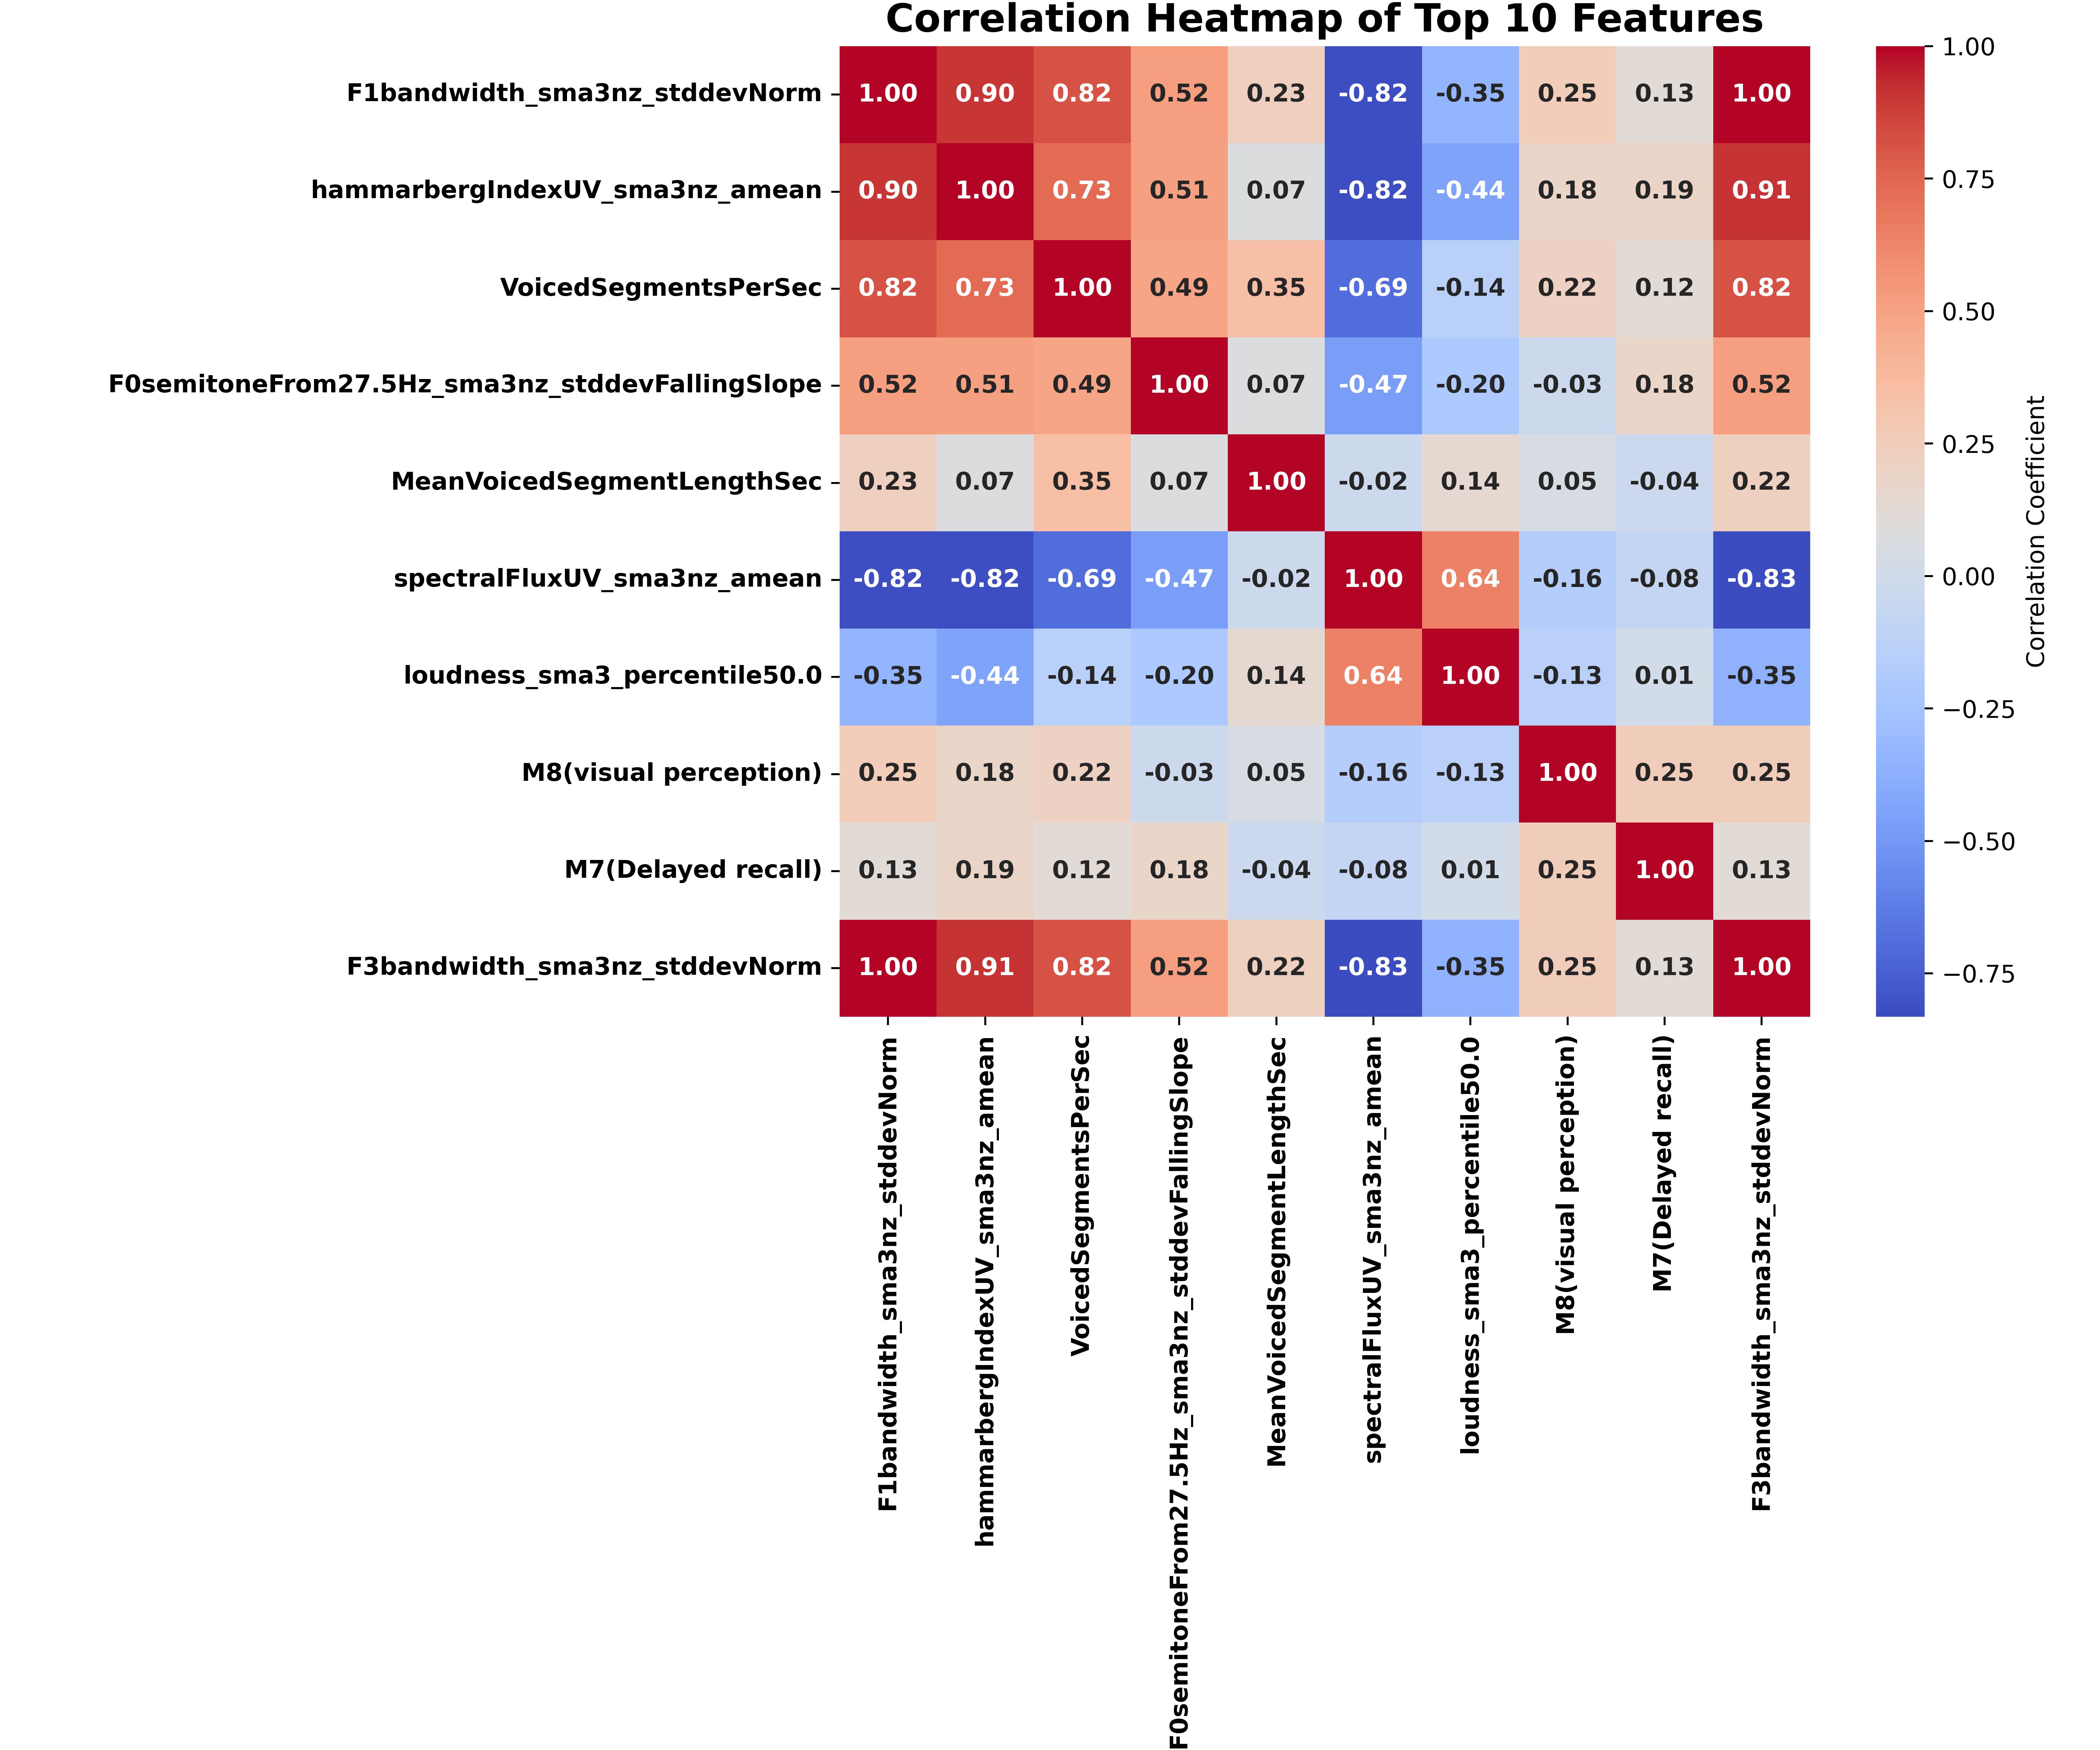 Correlation Heatmap of Top 10 Features
F1bandwidth_sma3nz_stddevNorm 1.00 0.90 0.82 0.52 0.23 -0.82 -0.35 0.25 0.13 1.00
hammarbergIndexUV_sma3nz_amean 0.90 1.00 0.73 0.51 0.07 -0.82 -0.44 0.18 0.19 0.91
VoicedSegmentsPerSec 0.82 0.73 1.00 0.49 0.35 -0.69 -0.14 0.22 0.12 0.82
F0semitoneFrom27.5Hz_sma3nz_stddevFallingSlope 0.52 0.51 0.49 1.00 0.07 -0.47 -0.20 -0.03 0.18 0.52
MeanVoicedSegmentLengthSec 0.23 0.07 0.35 0.07 1.00 -0.02 0.14 0.05 -0.04 0.22
spectralFluxUV_sma3nz_amean -0.82 -0.82 -0.69 -0.47 -0.02 1.00 0.64 -0.16 -0.08 -0.83
loudness_sma3_percentile50.0 -0.35 -0.44 -0.14 -0.20 0.14 0.64 1.00 -0.13 0.01 -0.35
M8(visual perception) 0.25 0.18 0.22 -0.03 0.05 -0.16 -0.13 1.00 0.25 0.25
M7(Delayed recall) 0.13 0.19 0.12 0.18 -0.04 -0.08 0.01 0.25 1.00 0.13
F3bandwidth_sma3nz_stddevNorm 1.00 0.91 0.82 0.52 0.22 -0.83 -0.35 0.25 0.13 1.00
F1bandwidth_sma3nz_stddevNorm
hammarbergIndexUV_sma3nz_amean
VoicedSegmentsPerSec
F0semitoneFrom27.5Hz_sma3nz_stddevFallingSlope
MeanVoicedSegmentLengthSec
spectralFluxUV_sma3nz_amean
loudness_sma3_percentile50.0
M8(visual perception)
M7(Delayed recall)
F3bandwidth_sma3nz_stddevNorm
1.00
0.75
0.50
0.25
0.00
−0.25
−0.50
−0.75
Correlation Coefficient